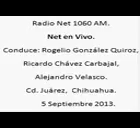 Radio Net 1060 AM.
Net en Vivo.
Conduce: Rogelio González Quiroz,
Ricardo Chávez Carbajal,
Alejandro Velasco.
Cd. Juárez, Chihuahua.
5 Septiembre 2013.